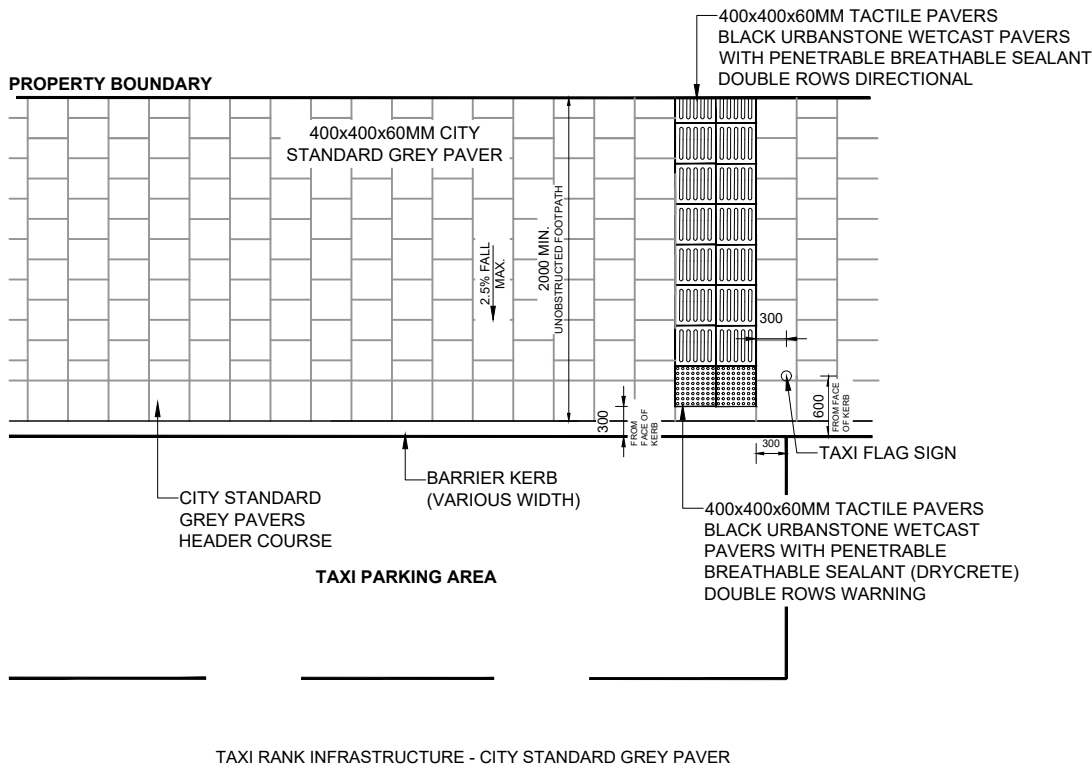 400x400x60MM TACTILE PAVERS
BLACK URBANSTONE WETCAST PAVERS
WITH PENETRABLE BREATHABLE SEALANT
DOUBLE ROWS DIRECTIONAL
PROPERTY BOUNDARY
400x400x60MM CITY
STANDARD GREY PAVER
2.5% FALL
MAX.
2000 MIN.
UNOBSTRUCTED FOOTPATH
300
300
FROM
FACE OF
KERB
600
FROM FACE
OF KERB
300
TAXI FLAG SIGN
CITY STANDARD
GREY PAVERS
HEADER COURSE
BARRIER KERB
(VARIOUS WIDTH)
400x400x60MM TACTILE PAVERS
BLACK URBANSTONE WETCAST
PAVERS WITH PENETRABLE
BREATHABLE SEALANT (DRYCRETE)
DOUBLE ROWS WARNING
TAXI PARKING AREA
TAXI RANK INFRASTRUCTURE - CITY STANDARD GREY PAVER